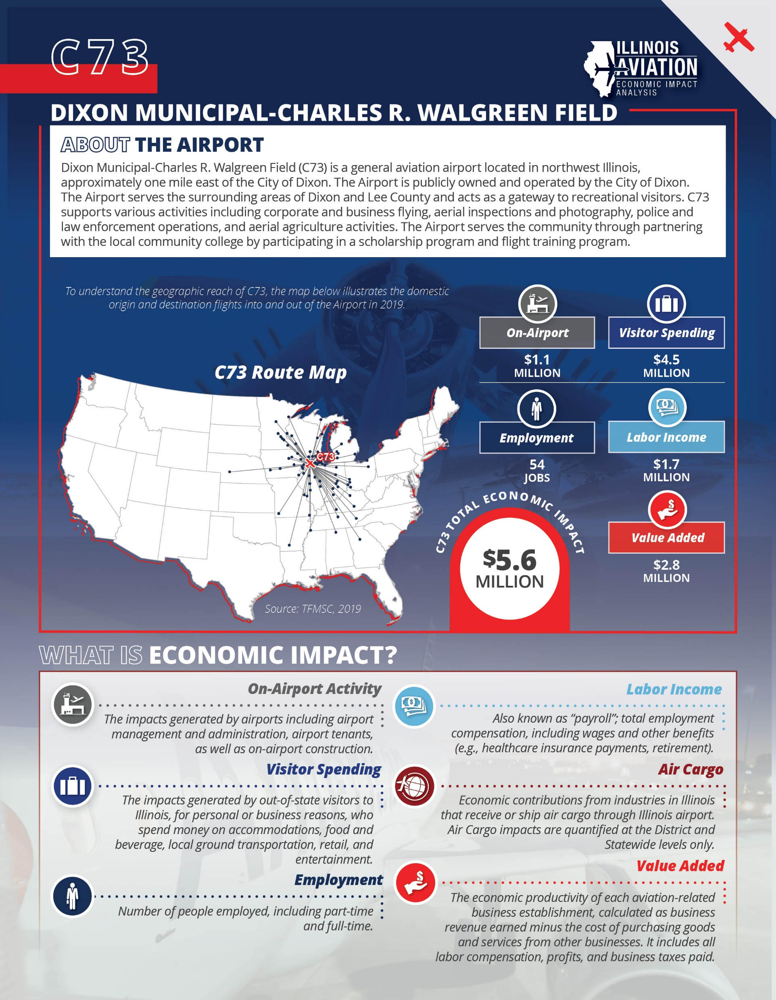 C73
ILLINOIS
AVIATION
ECONOMIC IMPACT
ANALYSIS
DIXON MUNICIPAL-CHARLES R. WALGREEN FIELD
ABOUT THE AIRPORT
Dixon Municipal-Charles R. Walgreen Field (C73) is a general aviation airport located in northwest Illinois,
approximately one mile east of the City of Dixon. The Airport is publicly owned and operated by the City of Dixon.
The Airport serves the surrounding areas of Dixon and Lee County and acts as a gateway to recreational visitors. C73
supports various activities including corporate and business flying, aerial inspections and photography, police and
law enforcement operations, and aerial agriculture activities. The Airport serves the community through partnering
with the local community college by participating in a scholarship program and flight training program.
To understand the geographic reach of C73, the map below illustrates the domestic
origin and destination flights into and out of the Airport in 2019.
C73 Route Map
C73
Source: TFMSC, 2019
On-Airport
$1.1
MILLION
Visitor Spending
$4.5
MILLION
Employment
54
JOBS
Labor Income
$1.7
MILLION
C73 TOTAL ECONOMIC IMPACT
$5.6
MILLION
Value Added
$2.8
MILLION
WHAT IS ECONOMIC IMPACT?
On-Airport Activity
The impacts generated by airports including airport
management and administration, airport tenants,
as well as on-airport construction.
Visitor Spending
The impacts generated by out-of-state visitors to
Illinois, for personal or business reasons, who
spend money on accommodations, food and
beverage, local ground transportation, retail, and
entertainment.
Employment
Number of people employed, including part-time
and full-time.
Labor Income
Also known as “payroll”; total employment
compensation, including wages and other benefits
(e.g., healthcare insurance payments, retirement).
Air Cargo
Economic contributions from industries in Illinois
that receive or ship air cargo through Illinois airport.
Air Cargo impacts are quantified at the District and
Statewide levels only.
Value Added
The economic productivity of each aviation-related
business establishment, calculated as business
revenue earned minus the cost of purchasing goods
and services from other businesses. It includes all
labor compensation, profits, and business taxes paid.